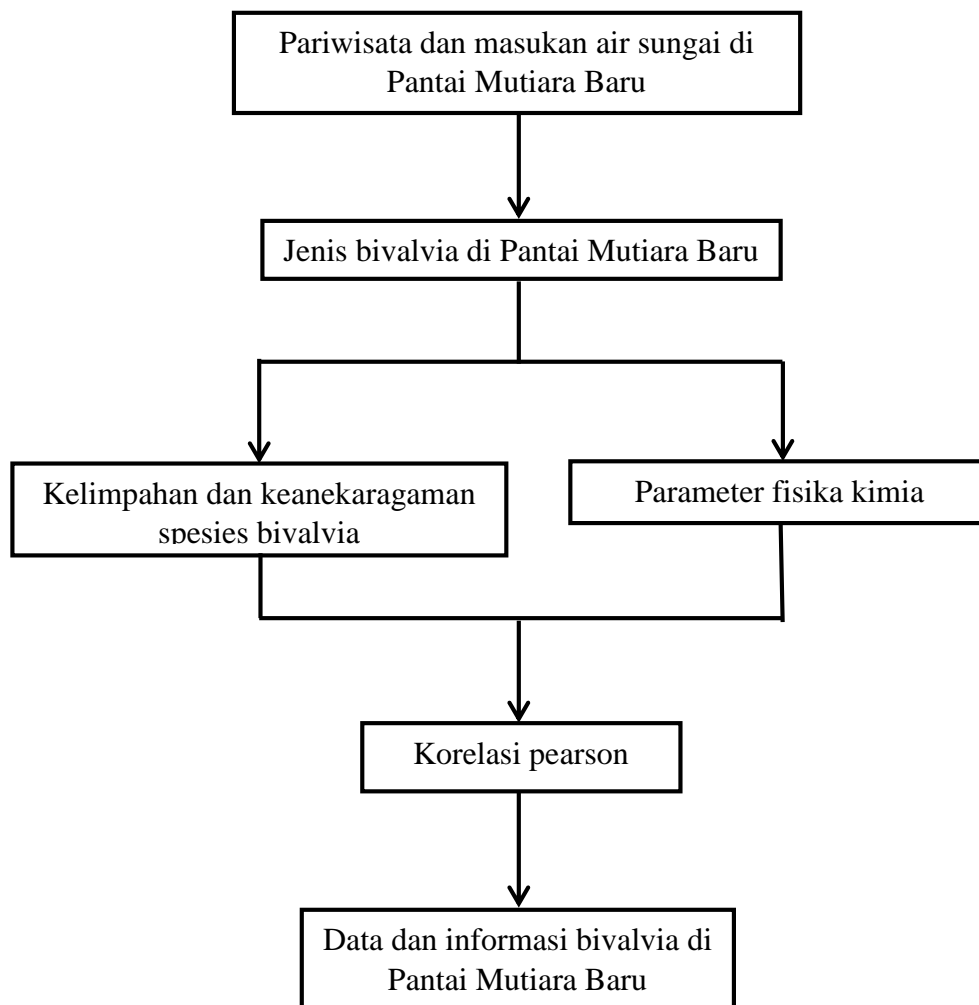 Pariwisata dan masukan air sungai di
Pantai Mutiara Baru
Jenis bivalvia di Pantai Mutiara Baru
Kelimpahan dan keanekaragaman
spesies bivalvia
Parameter fisika kimia
Korelasi pearson
Data dan informasi bivalvia di
Pantai Mutiara Baru